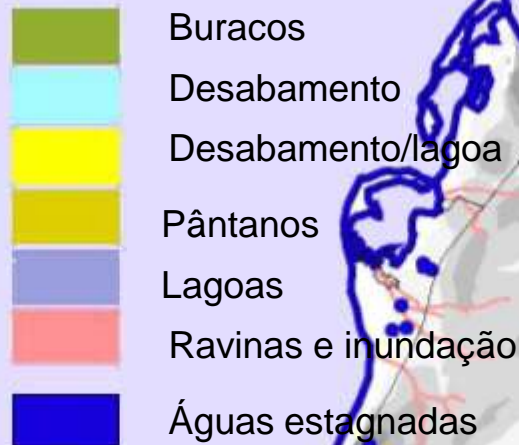 Buracos
Desabamento
Desabamento/lagoa
Pântanos
Lagoas
Ravinas e inundação
Águas estagnadas